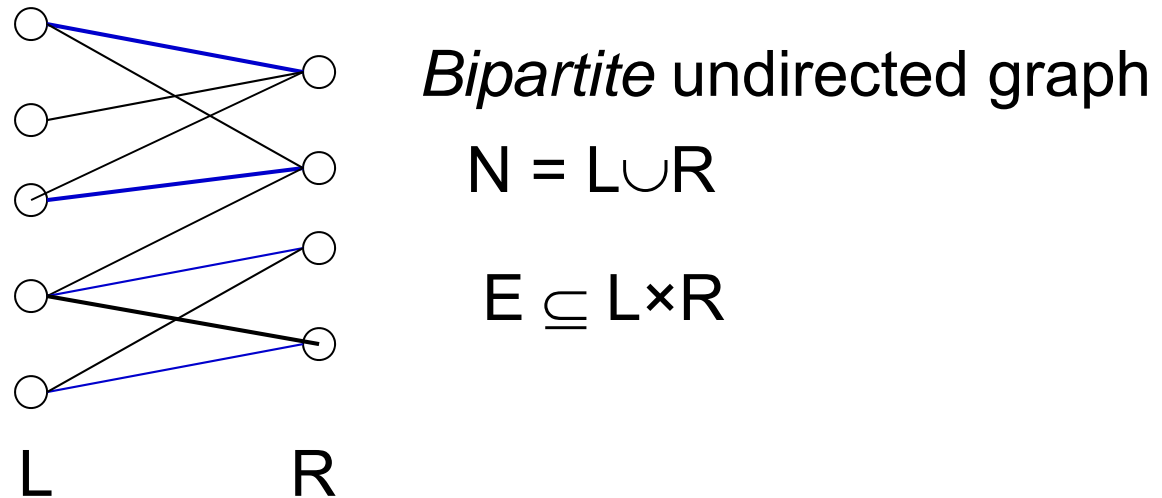 Bipartite undirected graph
N = L∪R
E ⊆ L×R
L R